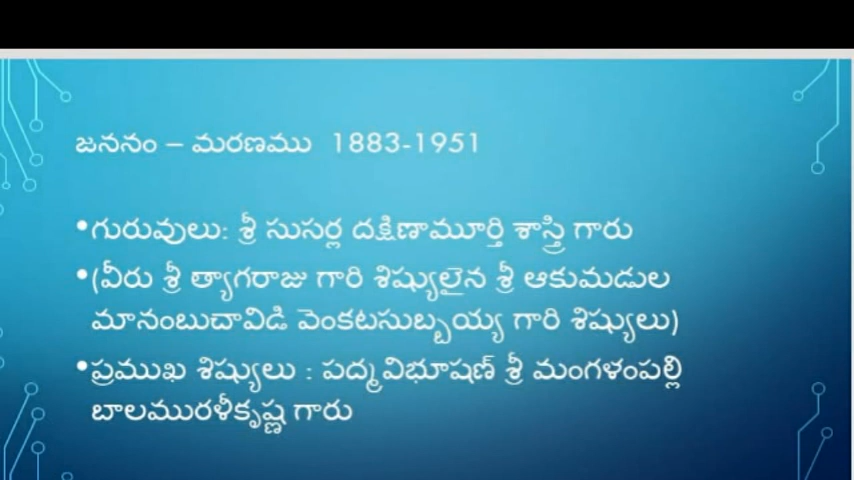 జననం – మరణము 1883-1951
•గురువులు: శ్రీ సుసర్ల దక్షిణామూర్తి శాస్త్రి గారు
•(వీరు శ్రీ త్యాగరాజు గారి శిష్యులైన శ్రీ ఆకుమడుల
మానంబుచావిడి వెంకటసుబ్బయ్య గారి శిష్యులు)
•ప్రముఖ శిష్యులు : పద్మవిభూషణ్ శ్రీ మంగళంపల్లి
బాలమురళీకృష్ణ గారు